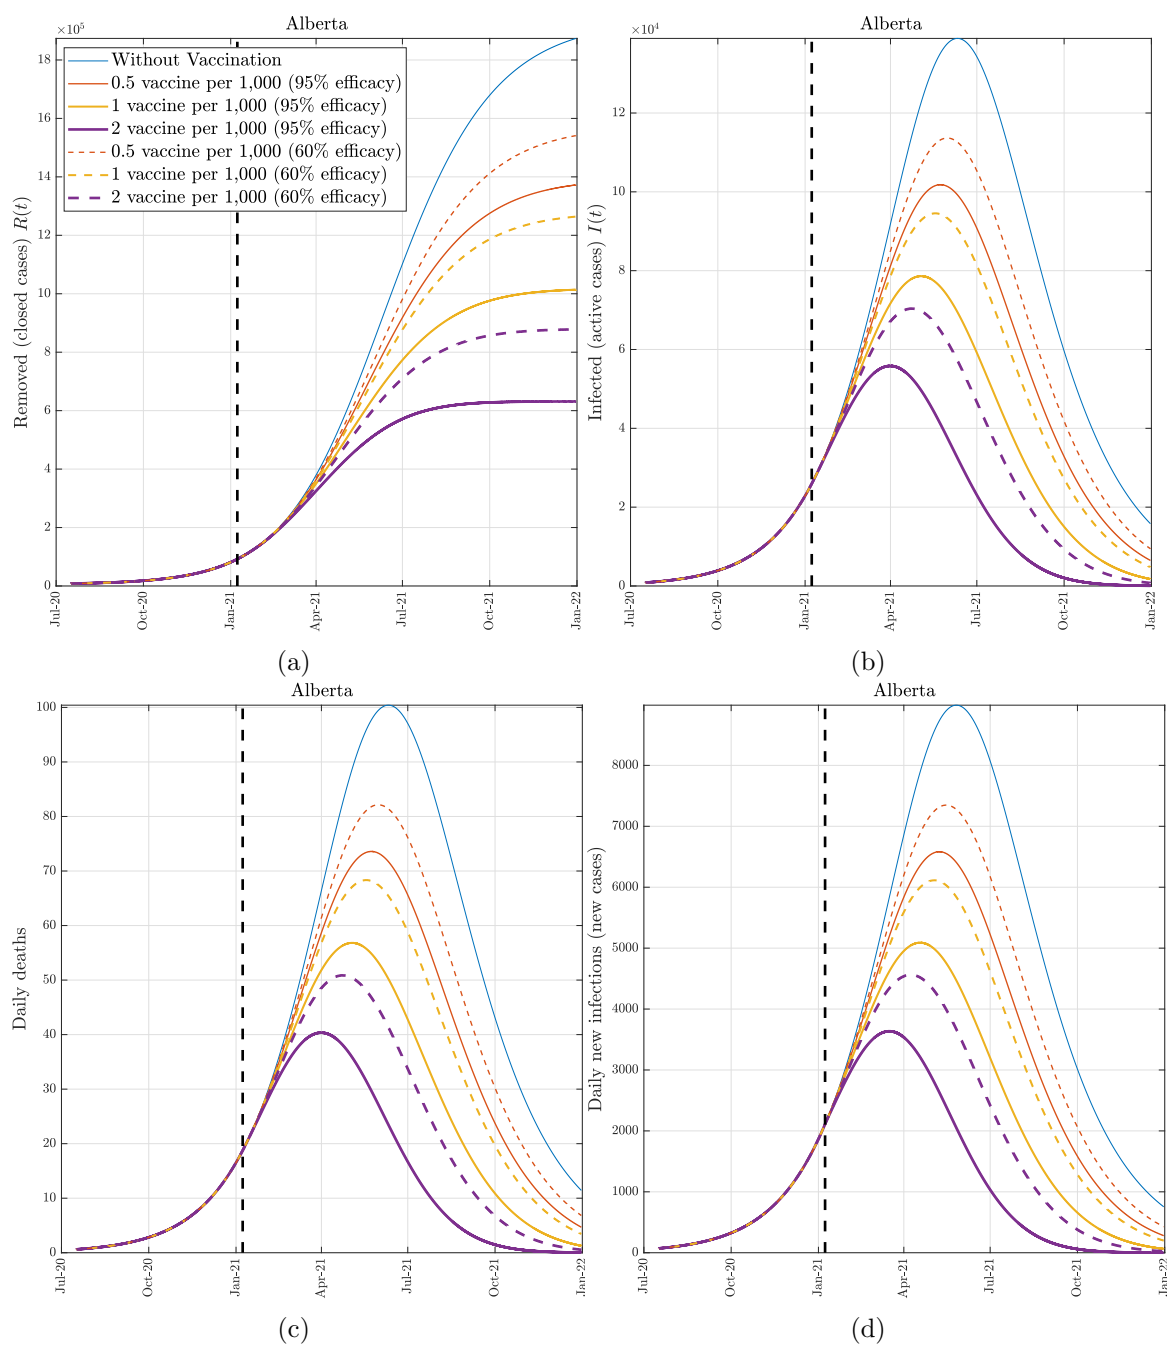 Alberta
×10⁵
18
16
14
12
10
8
6
4
2
0
Removed (closed cases) R(t)
Without Vaccination
0.5 vaccine per 1,000 (95% efficacy)
1 vaccine per 1,000 (95% efficacy)
2 vaccine per 1,000 (95% efficacy)
0.5 vaccine per 1,000 (60% efficacy)
1 vaccine per 1,000 (60% efficacy)
2 vaccine per 1,000 (60% efficacy)
Jul-20
Oct-20
Jan-21
Apr-21
Jul-21
Oct-21
Jan-22
(a)
Alberta
×10⁴
12
10
8
6
4
2
0
Infected (active cases) I(t)
Jul-20
Oct-20
Jan-21
Apr-21
Jul-21
Oct-21
Jan-22
(b)
Alberta
100
90
80
70
60
50
40
30
20
10
0
Daily deaths
Jul-20
Oct-20
Jan-21
Apr-21
Jul-21
Oct-21
Jan-22
(c)
Alberta
8000
7000
6000
5000
4000
3000
2000
1000
0
Daily new infections (new cases)
Jul-20
Oct-20
Jan-21
Apr-21
Jul-21
Oct-21
Jan-22
(d)